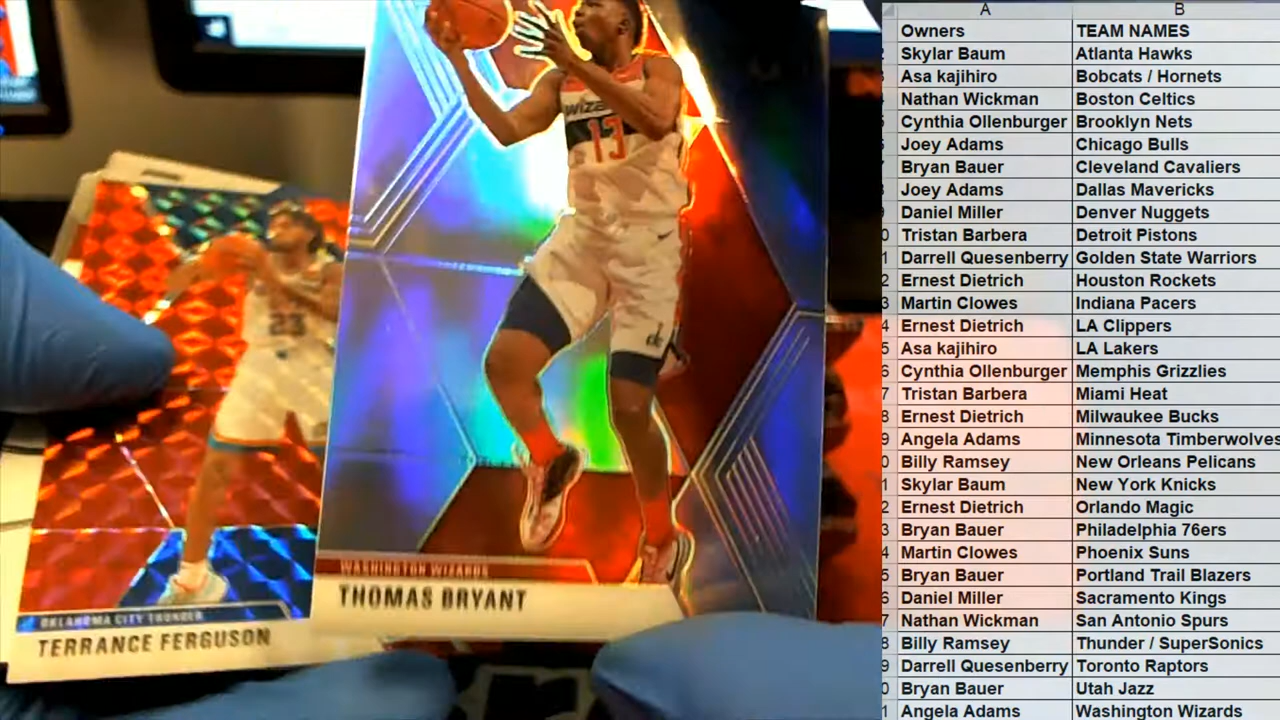 WIZA
13
23
WASHINGTON WIZARDS
THOMAS BRYANT
OKLAHOMA CITY THUNDER
TERRANCE FERGUSON
A B
Owners TEAM NAMES
Skylar Baum Atlanta Hawks
Asa kajihiro Bobcats / Hornets
Nathan Wickman Boston Celtics
Cynthia Ollenburger Brooklyn Nets
Joey Adams Chicago Bulls
Bryan Bauer Cleveland Cavaliers
Joey Adams Dallas Mavericks
Daniel Miller Denver Nuggets
Tristan Barbera Detroit Pistons
Darrell Quesenberry Golden State Warriors
Ernest Dietrich Houston Rockets
Martin Clowes Indiana Pacers
Ernest Dietrich LA Clippers
Asa kajihiro LA Lakers
Cynthia Ollenburger Memphis Grizzlies
Tristan Barbera Miami Heat
Ernest Dietrich Milwaukee Bucks
Angela Adams Minnesota Timberwolves
Billy Ramsey New Orleans Pelicans
Skylar Baum New York Knicks
Ernest Dietrich Orlando Magic
Bryan Bauer Philadelphia 76ers
Martin Clowes Phoenix Suns
Bryan Bauer Portland Trail Blazers
Daniel Miller Sacramento Kings
Nathan Wickman San Antonio Spurs
Billy Ramsey Thunder / SuperSonics
Darrell Quesenberry Toronto Raptors
Bryan Bauer Utah Jazz
Angela Adams Washington Wizards